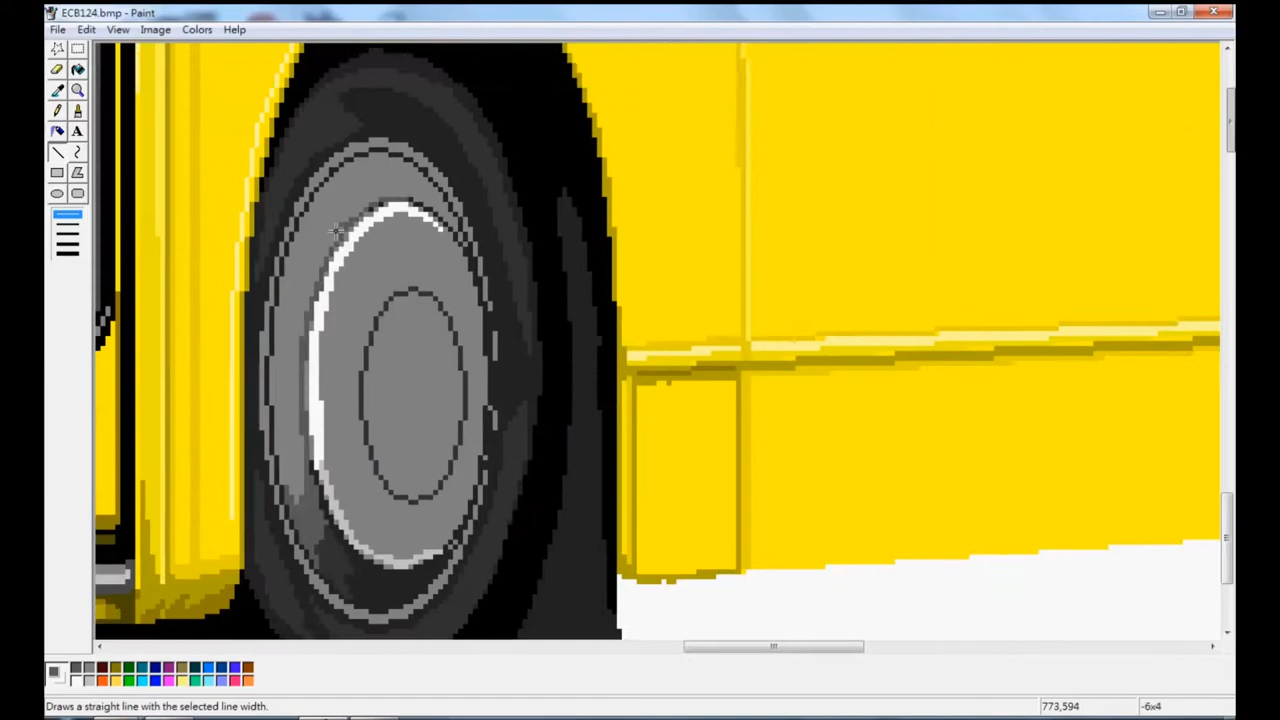 ECB124.bmp - Paint
File Edit View Image Colors Help
A
Draws a straight line with the selected line width.
773,594
-6x4